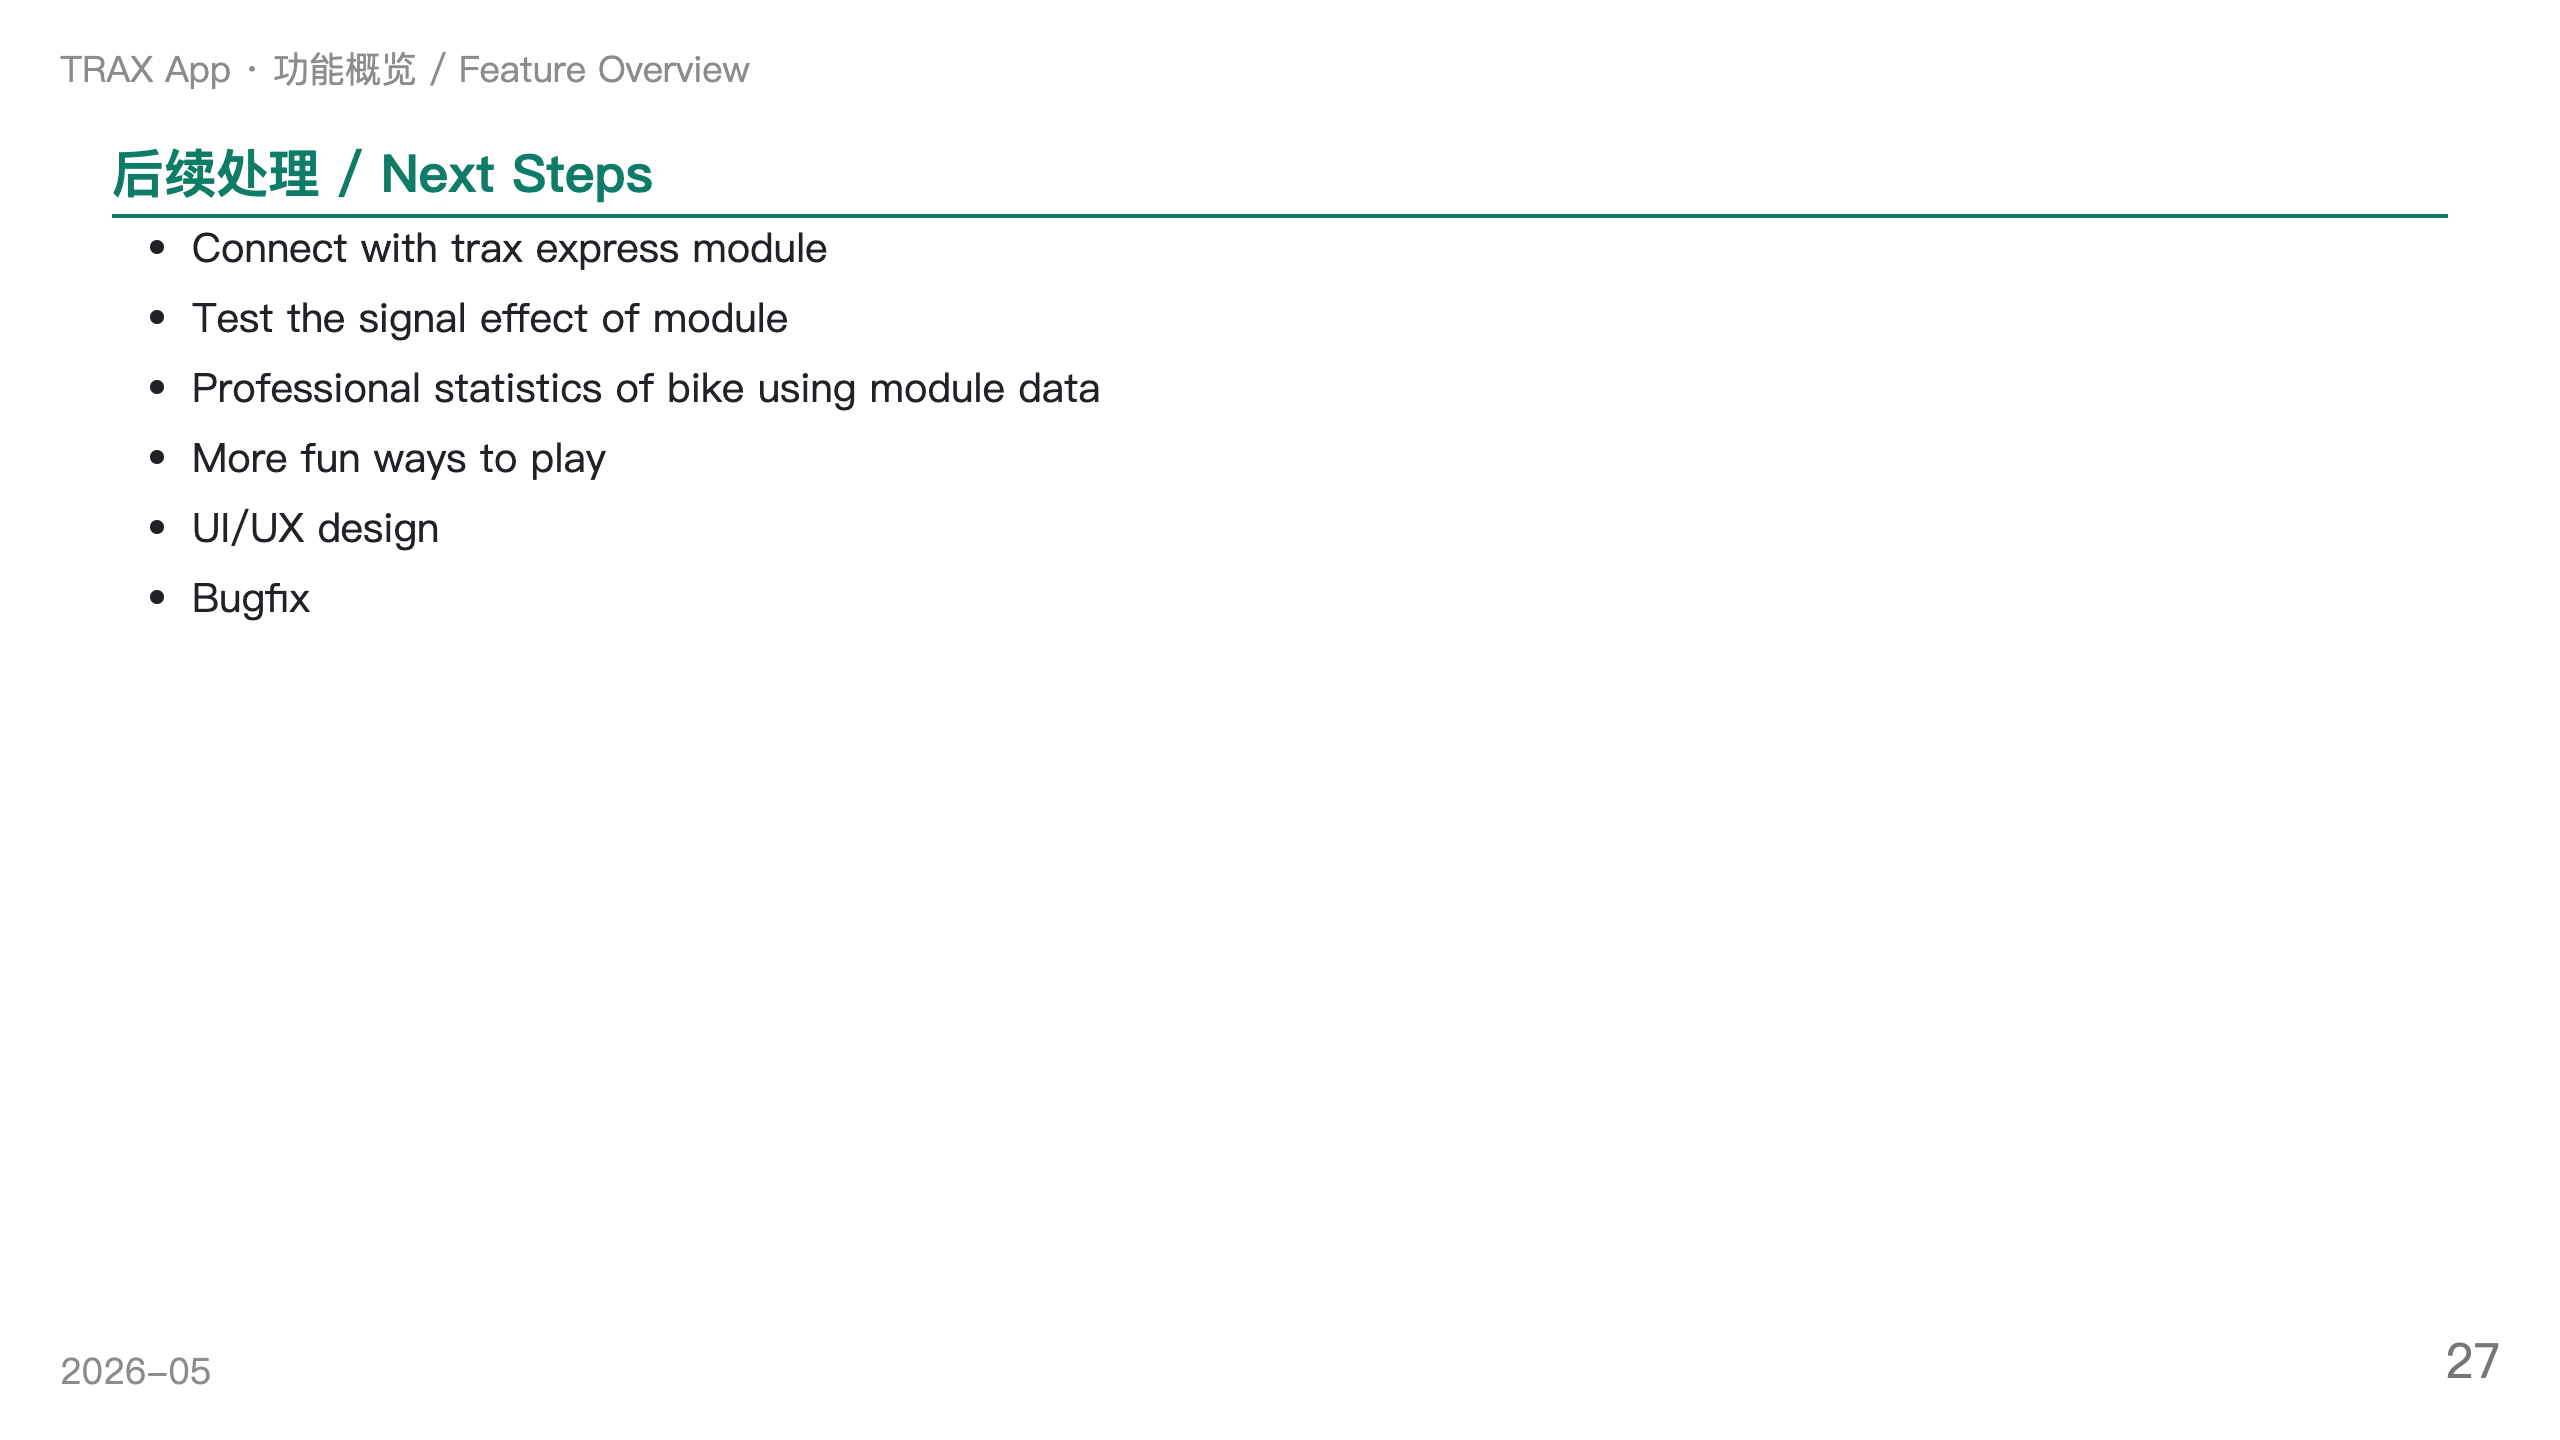 TRAX App · 功能概览 / Feature Overview
后续处理 / Next Steps
• Connect with trax express module
• Test the signal effect of module
• Professional statistics of bike using module data
• More fun ways to play
• UI/UX design
• Bugfix
2026-05
27